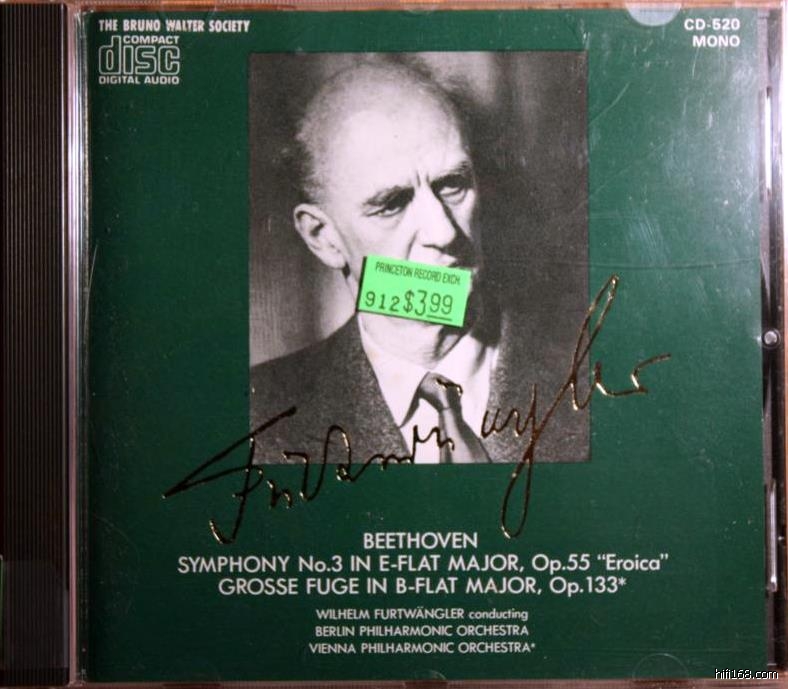 THE BRUNO WALTER SOCIETY
COMPACT
disc
DIGITAL AUDIO
CD-520
MONO
PRINCETON RECORD EXCH.
912 $3.99
Furtwängler
BEETHOVEN
SYMPHONY No.3 IN E-FLAT MAJOR, Op.55 “Eroica”
GROSSE FUGE IN B-FLAT MAJOR, Op.133*
WILHELM FURTWÄNGLER conducting
BERLIN PHILHARMONIC ORCHESTRA
VIENNA PHILHARMONIC ORCHESTRA*
hifi168.com